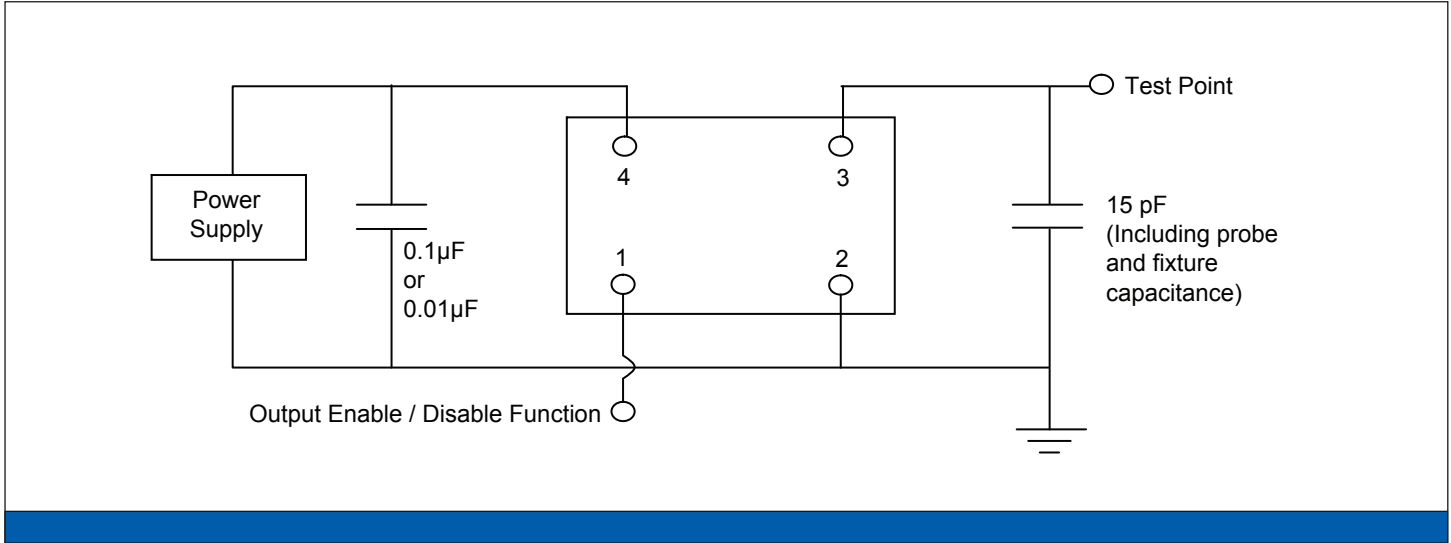 Test Point
4
3
Power
Supply
15 pF
(Including probe
and fixture
capacitance)
0.1µF
or
0.01µF
1
2
Output Enable / Disable Function